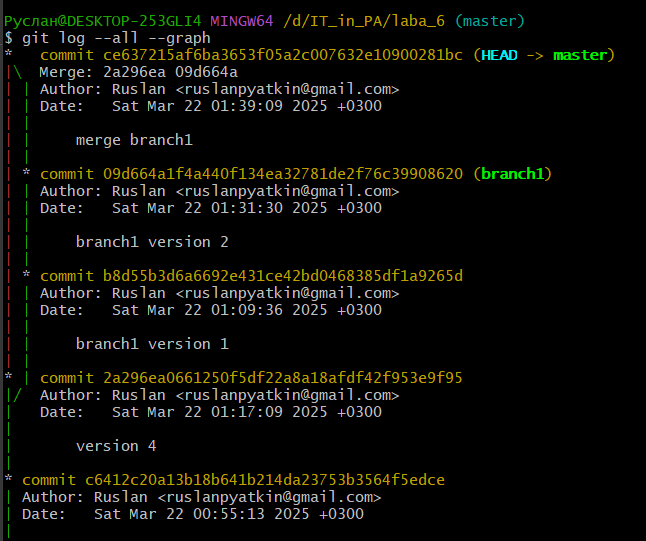 Руслан@DESKTOP-253GLI4 MINGW64 /d/IT_in_PA/laba_6 (master)
$ git log --all --graph
*   commit ce637215af6ba3653f05a2c007632e10900281bc (HEAD -> master)
|\  Merge: 2a296ea 09d664a
| | Author: Ruslan <ruslanpyatkin@gmail.com>
| | Date:   Sat Mar 22 01:39:09 2025 +0300
| |
| |     merge branch1
| |
| * commit 09d664a1f4a440f134ea32781de2f76c39908620 (branch1)
| | Author: Ruslan <ruslanpyatkin@gmail.com>
| | Date:   Sat Mar 22 01:31:30 2025 +0300
| |
| |     branch1 version 2
| |
| * commit b8d55b3d6a6692e431ce42bd0468385df1a9265d
| | Author: Ruslan <ruslanpyatkin@gmail.com>
| | Date:   Sat Mar 22 01:09:36 2025 +0300
| |
| |     branch1 version 1
| |
* | commit 2a296ea0661250f5df22a8a18afdf42f953e9f95
|/  Author: Ruslan <ruslanpyatkin@gmail.com>
|   Date:   Sat Mar 22 01:17:09 2025 +0300
|
|       version 4
|
* commit c6412c20a13b18b641b214da23753b3564f5edce
| Author: Ruslan <ruslanpyatkin@gmail.com>
| Date:   Sat Mar 22 00:55:13 2025 +0300
|